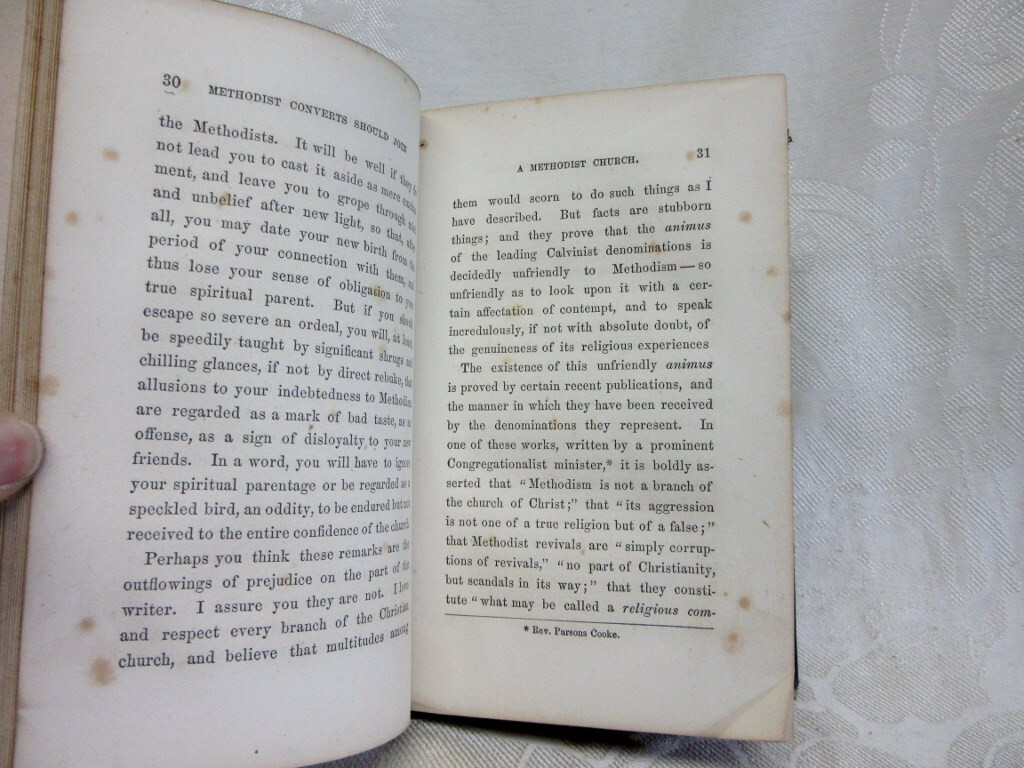 30 METHODIST CONVERTS SHOULD JOIN
the Methodists. It will be well if they do
not lead you to cast it aside as mere excite-
ment, and leave you to grope through
and unbelief after new light, so that, after
all, you may date your new birth from the
period of your connection with them, and
thus lose your sense of obligation to your
true spiritual parent. But if you should
escape so severe an ordeal, you will, at least,
be speedily taught by significant shrugs and
chilling glances, if not by direct rebuke, that
allusions to your indebtedness to Methodism
are regarded as a mark of bad taste, as an
offense, as a sign of disloyalty to your new
friends. In a word, you will have to ignore
your spiritual parentage or be regarded as a
speckled bird, an oddity, to be endured but not
received to the entire confidence of the church.
Perhaps you think these remarks are the
outflowings of prejudice on the part of the
writer. I assure you they are not. I love
and respect every branch of the Christian
church, and believe that multitudes among
A METHODIST CHURCH. 31
them would scorn to do such things as I
have described. But facts are stubborn
things; and they prove that the animus
of the leading Calvinist denominations is
decidedly unfriendly to Methodism—so
unfriendly as to look upon it with a cer-
tain affectation of contempt, and to speak
incredulously, if not with absolute doubt, of
the genuineness of its religious experiences
The existence of this unfriendly animus
is proved by certain recent publications, and
the manner in which they have been received
by the denominations they represent. In
one of these works, written by a prominent
Congregationalist minister,* it is boldly as-
serted that "Methodism is not a branch of
the church of Christ;" that "its aggression
is not one of a true religion but of a false;"
that Methodist revivals are "simply corrup-
tions of revivals," "no part of Christianity,
but scandals in its way;" that they consti-
tute "what may be called a religious com-
* Rev. Parsons Cooke.